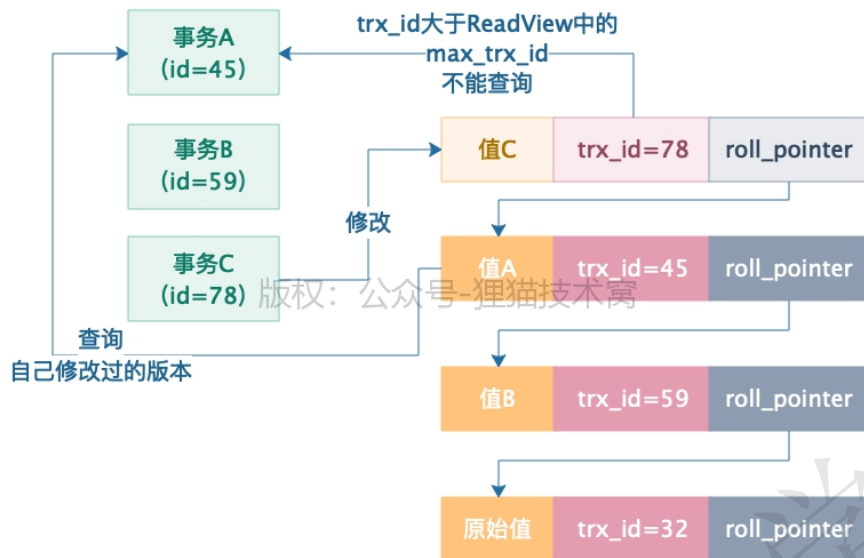 事务A
(id=45)
trx_id大于ReadView中的
max_trx_id
不能查询
事务B
(id=59)
值C
trx_id=78
roll_pointer
修改
事务C
(id=78)
值A
trx_id=45
roll_pointer
版权：公众号-狸猫技术窝
查询
自己修改过的版本
值B
trx_id=59
roll_pointer
原始值
trx_id=32
roll_pointer